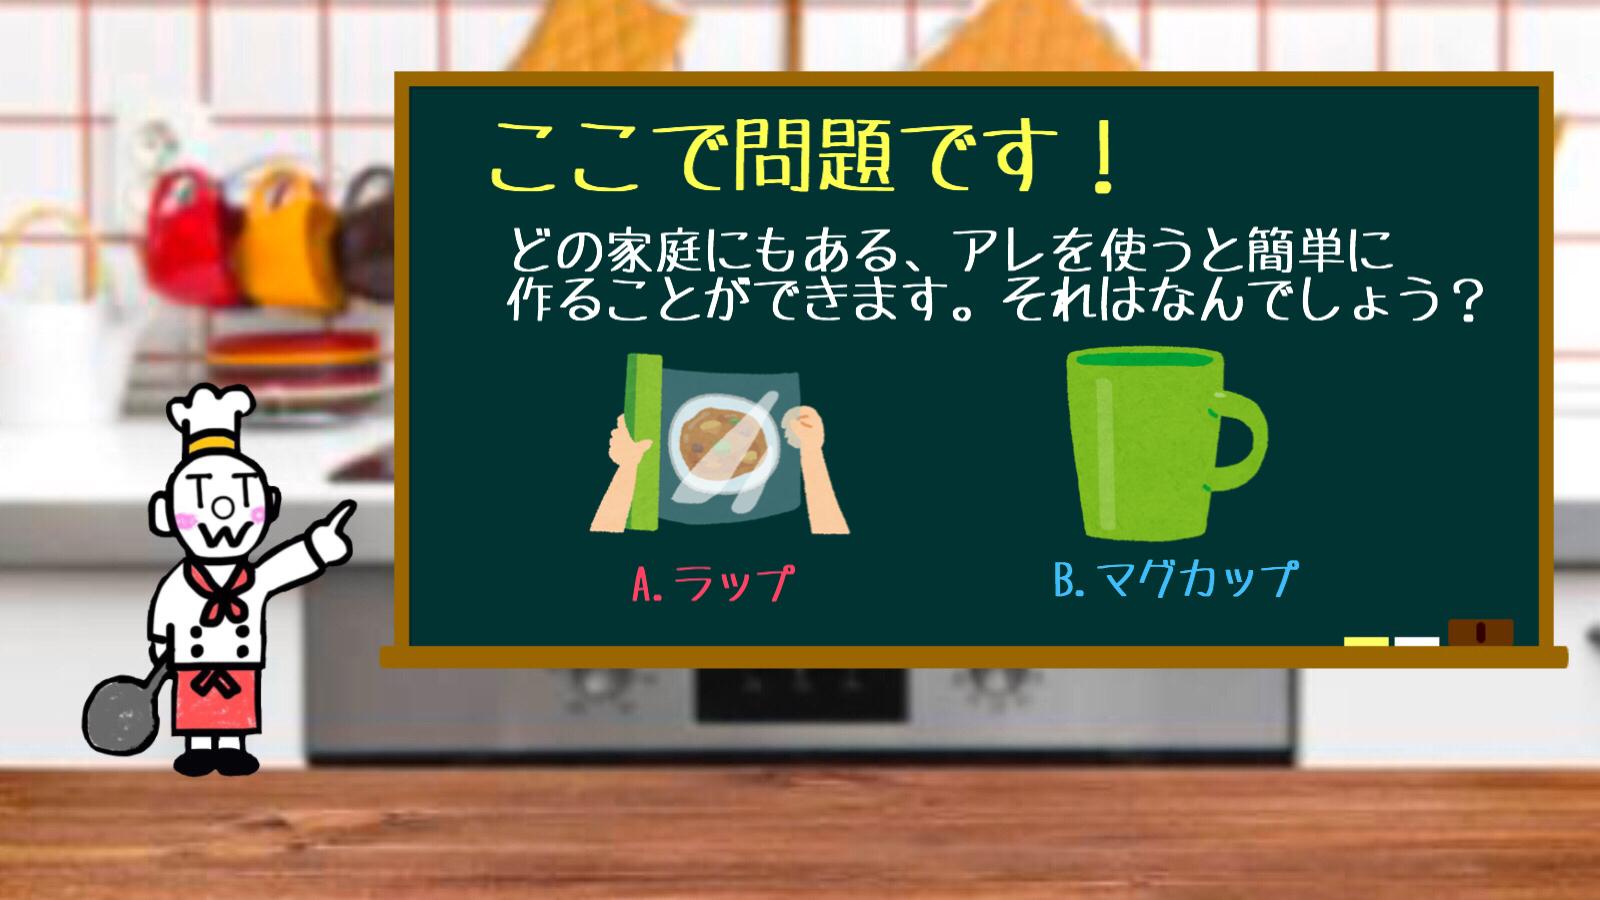 ここで問題です！
どの家庭にもある、アレを使うと簡単に
作ることができます。それはなんでしょう？
A.ラップ
B.マグカップ